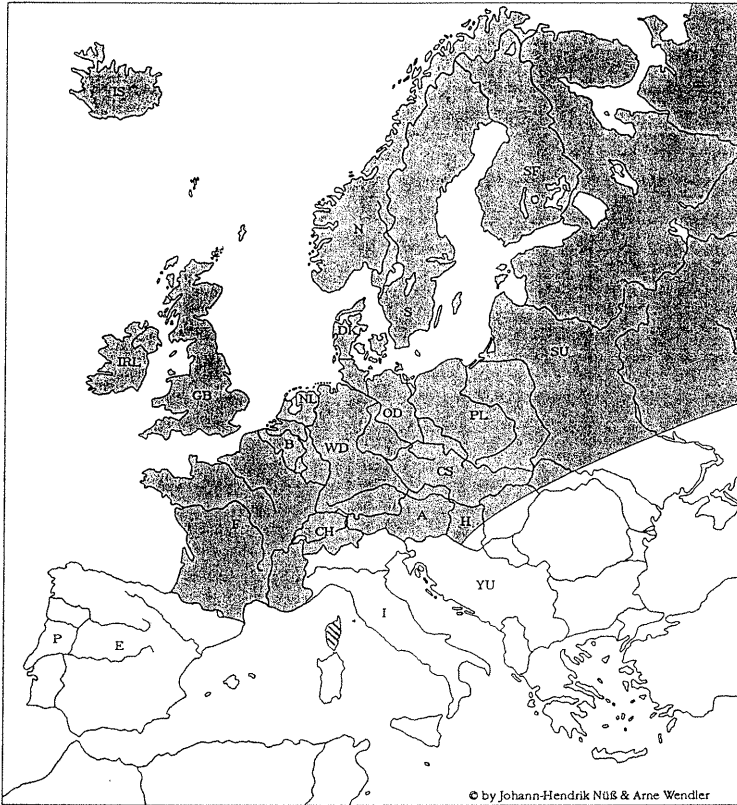 IS
SF
N
S
DK
IRL
SU
GB
NL
OD
PL
B
WD
CS
F
A
H
CH
YU
I
P
E
© by Johann-Hendrik Nüß & Arne Wendler